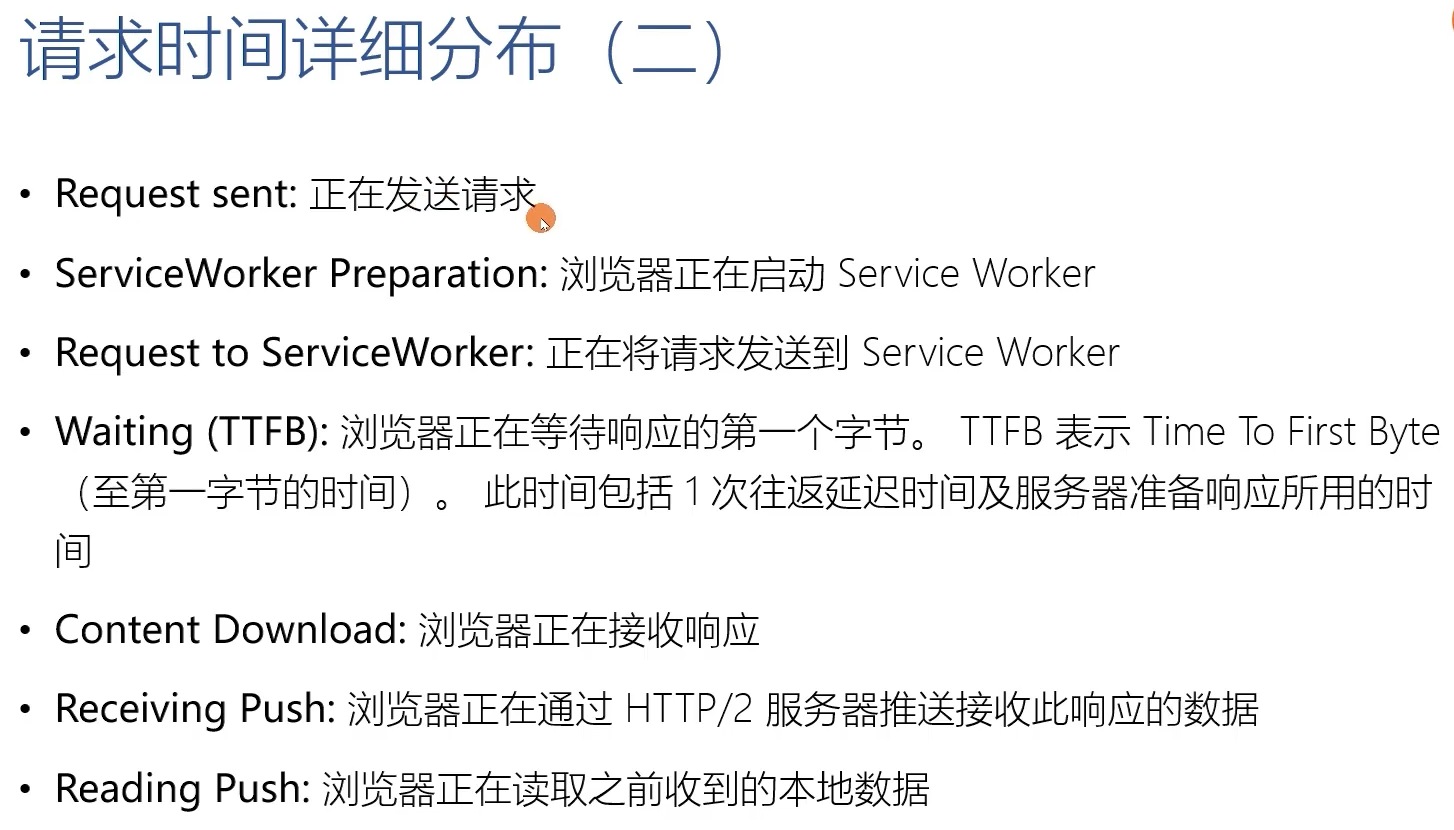 请求时间详细分布（二）
• Request sent: 正在发送请求
• ServiceWorker Preparation: 浏览器正在启动 Service Worker
• Request to ServiceWorker: 正在将请求发送到 Service Worker
• Waiting (TTFB): 浏览器正在等待响应的第一个字节。 TTFB 表示 Time To First Byte
（至第一字节的时间）。 此时间包括 1 次往返延迟时间及服务器准备响应所用的时
间
• Content Download: 浏览器正在接收响应
• Receiving Push: 浏览器正在通过 HTTP/2 服务器推送接收此响应的数据
• Reading Push: 浏览器正在读取之前收到的本地数据